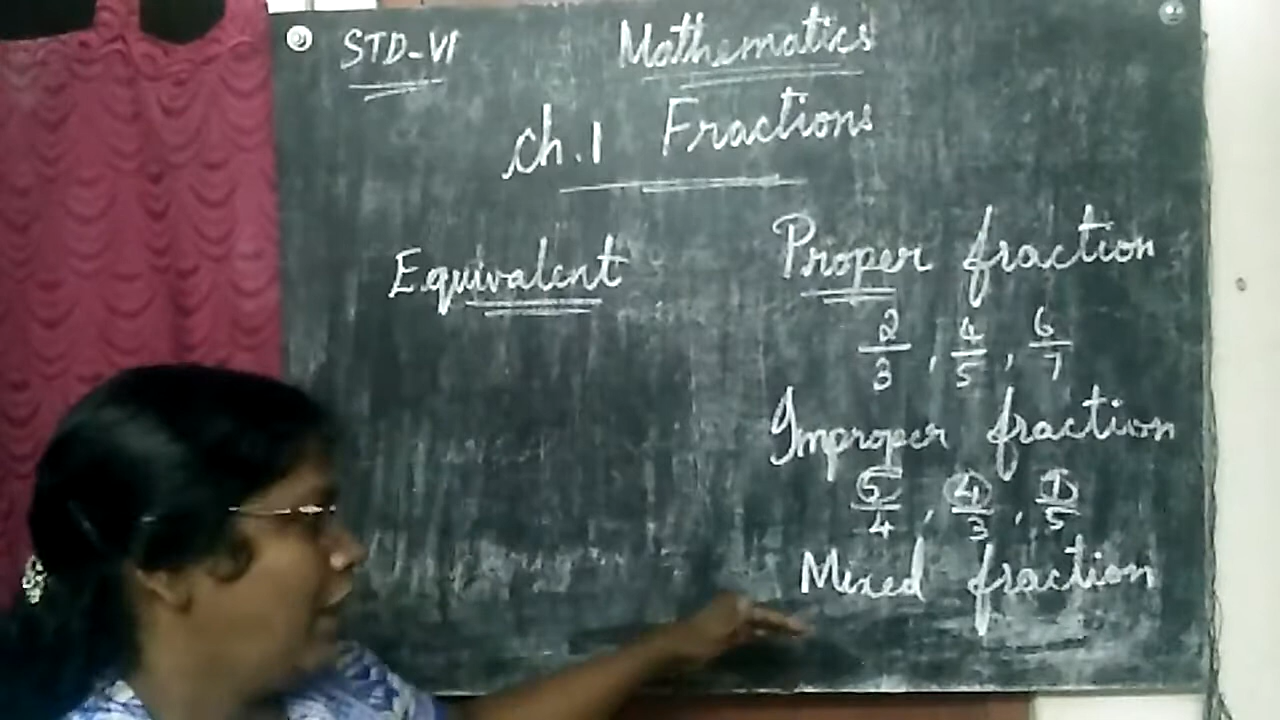 STD-VI Mathematics
Ch.1 Fractions
Equivalent
Proper fraction
2/3, 4/5, 6/7
Improper fraction
5/4, 4/3, 7/5
Mixed fraction